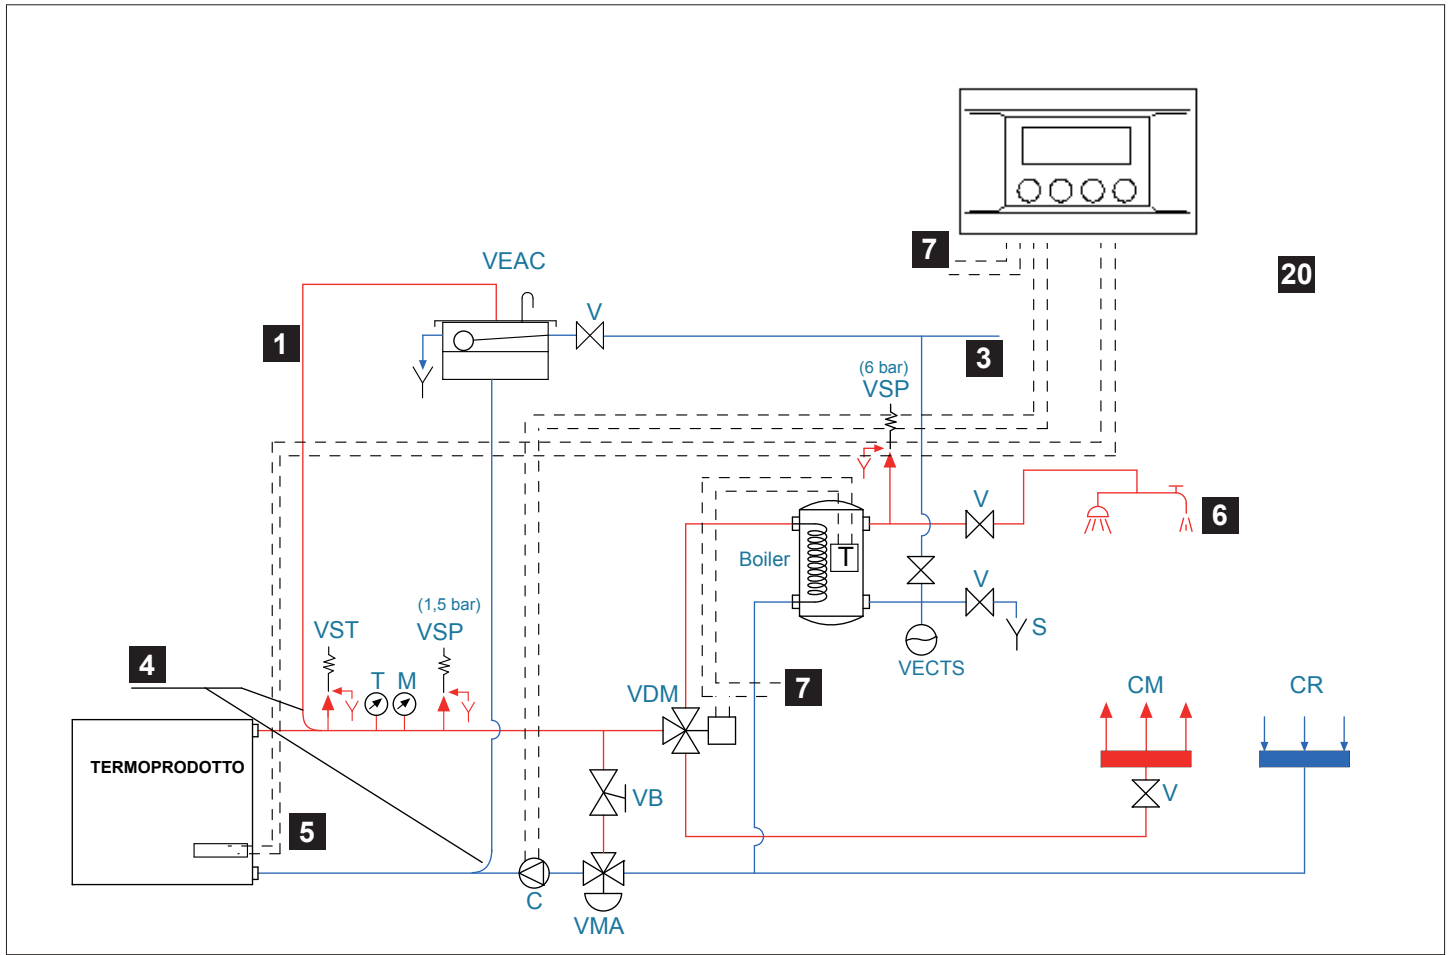 7
20
VEAC
V
1
3
(6 bar)
VSP
V
6
Boiler
T
V
(1,5 bar)
VST
VSP
S
4
VECTS
T
M
VDM
7
CM
CR
TERMOPRODOTTO
VB
V
5
C
VMA